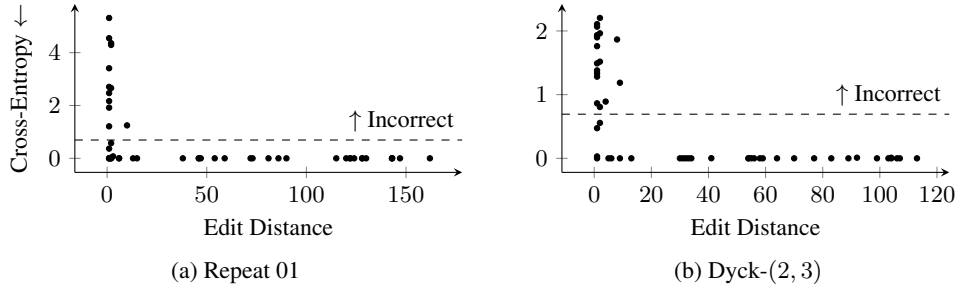 Cross-Entropy ←
4
2
0
↑ Incorrect
0 50 100 150
Edit Distance
(a) Repeat 01
2
1
0
↑ Incorrect
0 20 40 60 80 100 120
Edit Distance
(b) Dyck-(2, 3)